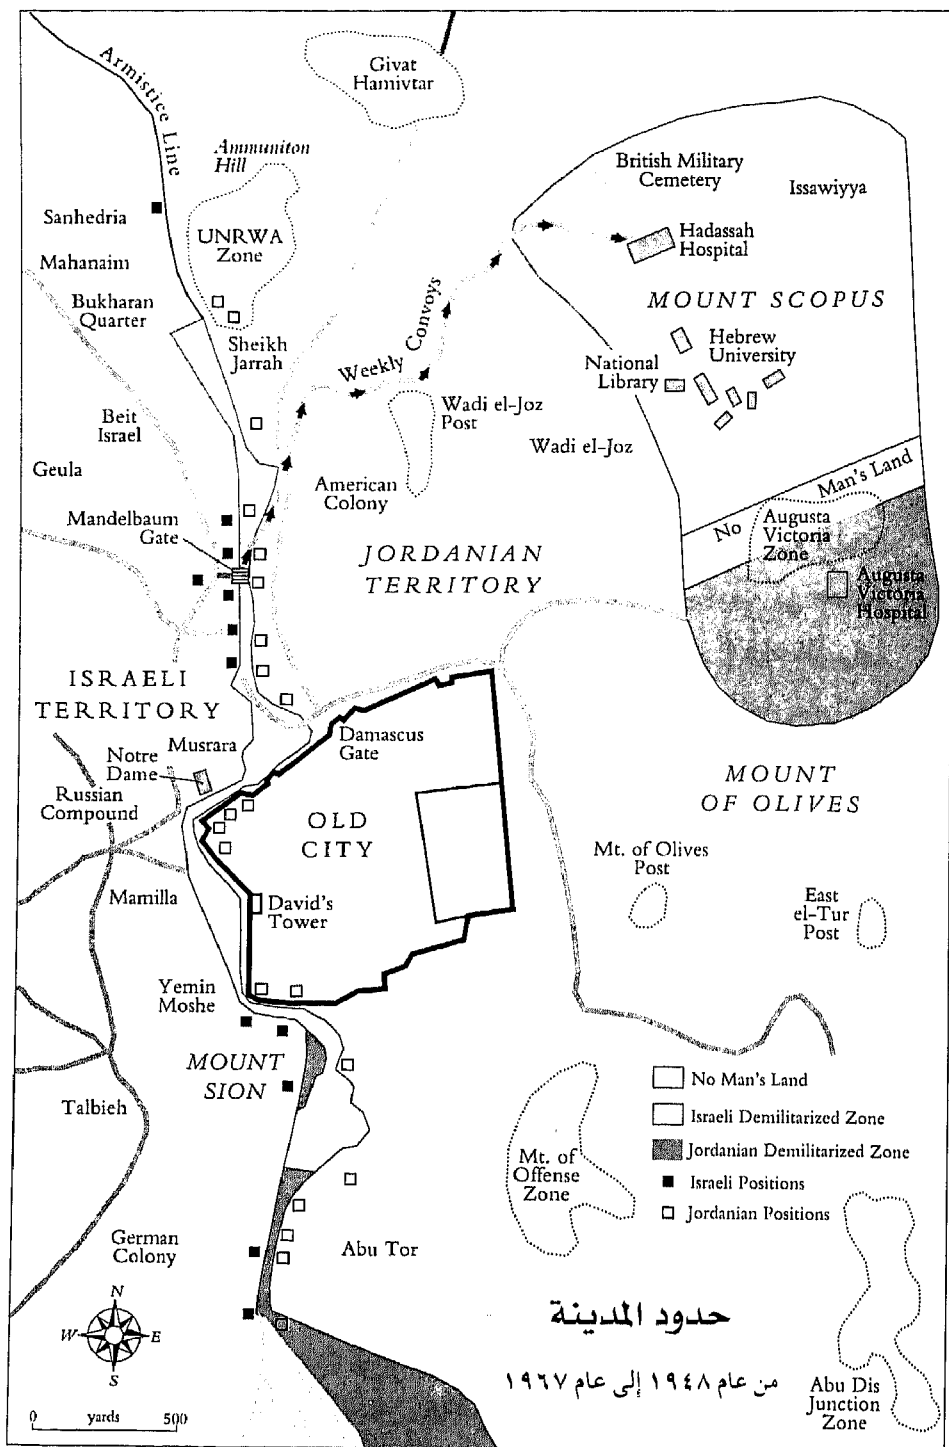 Armistice Line
Givat
Hamivtar
Ammuniton
Hill
British Military
Cemetery
Issawiyya
Sanhedria
UNRWA
Zone
Hadassah
Hospital
Mahanaim
Bukharan
Quarter
MOUNT SCOPUS
Sheikh
Jarrah
Weekly Convoys
Hebrew
University
National
Library
Beit
Israel
Wadi el-Joz
Post
Wadi el-Joz
Geula
American
Colony
No Man's Land
Mandelbaum
Gate
Augusta
Victoria
Zone
JORDANIAN
TERRITORY
Augusta
Victoria
Hospital
ISRAELI
TERRITORY
Musrara
Damascus
Gate
Notre
Dame
MOUNT
OF OLIVES
Russian
Compound
OLD
CITY
Mt. of Olives
Post
Mamilla
David's
Tower
East
el-Tur
Post
Yemin
Moshe
MOUNT
SION
No Man's Land
Israeli Demilitarized Zone
Jordanian Demilitarized Zone
Israeli Positions
Jordanian Positions
Talbieh
Mt. of
Offense
Zone
German
Colony
Abu Tor
N
W E
S
حدود المدينة
من عام ١٩٤٨ إلى عام ١٩٦٧
Abu Dis
Junction
Zone
0 yards 500